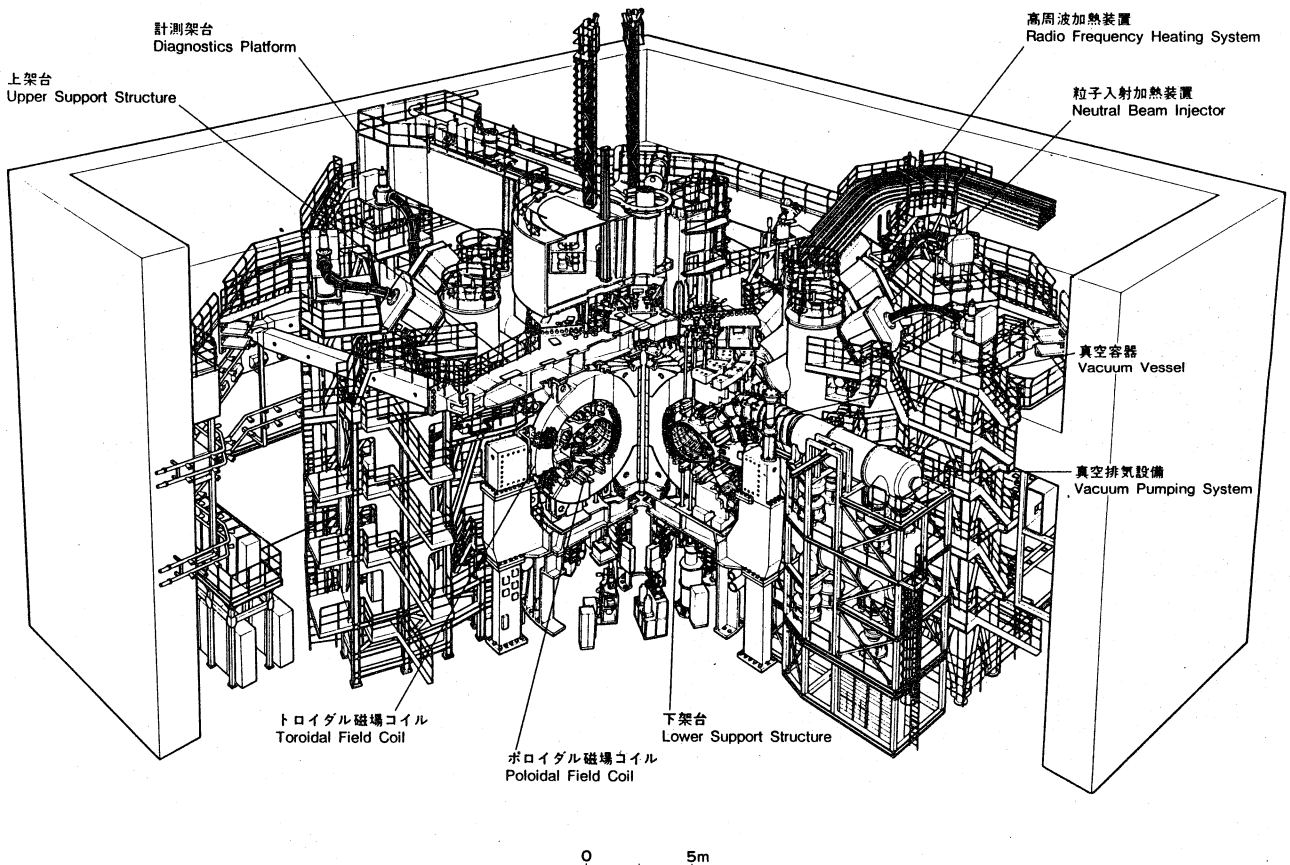 計測架台
Diagnostics Platform
上架台
Upper Support Structure
高周波加熱装置
Radio Frequency Heating System
粒子入射加熱装置
Neutral Beam Injector
真空容器
Vacuum Vessel
真空排気設備
Vacuum Pumping System
トロイダル磁場コイル
Toroidal Field Coil
下架台
Lower Support Structure
ポロイダル磁場コイル
Poloidal Field Coil
0 5m